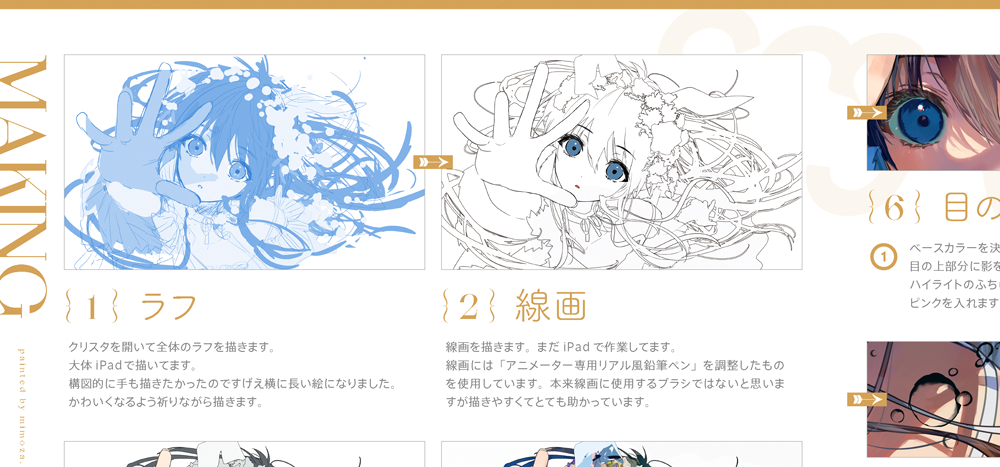 MAKING
painted by mimoza.
{1} ラフ
クリスタを開いて全体のラフを描きます。
大体 iPadで描いてます。
構図的に手も描きたかったのですげえ横に長い絵になりました。
かわいくなるよう祈りながら描きます。
{2} 線画
線画を描きます。まだ iPad で作業してます。
線画には「アニメーター専用リアル風鉛筆ペン」を調整したもの
を使用しています。本来線画に使用するブラシではないと思いま
すが描きやすくてとても助かっています。
{6} 目の
1
ベースカラーを決
目の上部分に影を
ハイライトのふち
ピンクを入れます